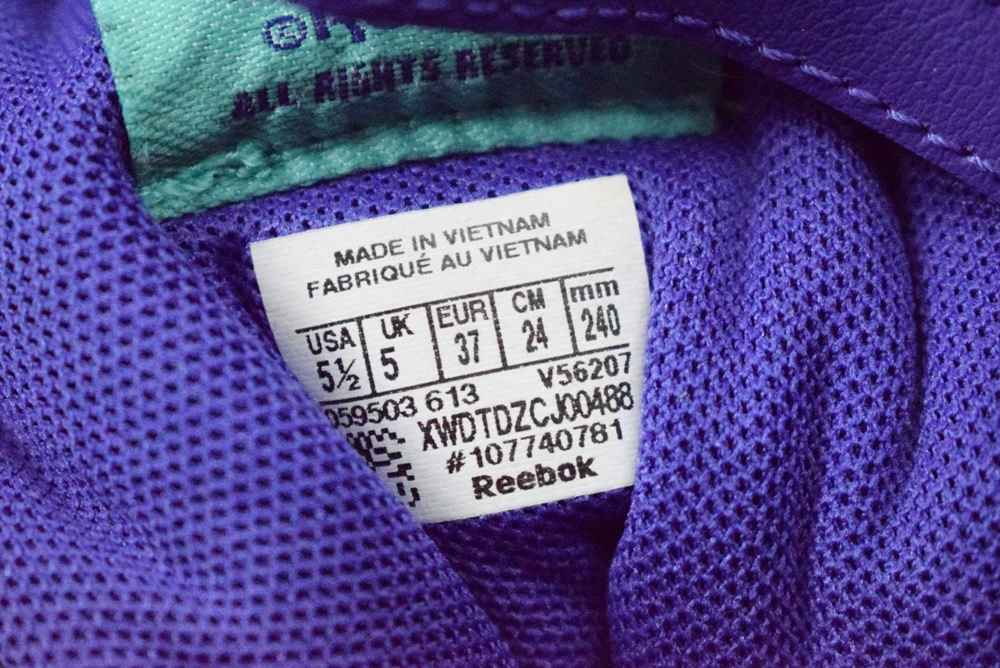 ALL RIGHTS RESERVED
MADE IN VIETNAM
FABRIQUÉ AU VIETNAM
USA UK EUR CM mm
5½ 5 37 24 240
059503 613 V56207
XWDTDZCJ00488
#107740781
Reebok